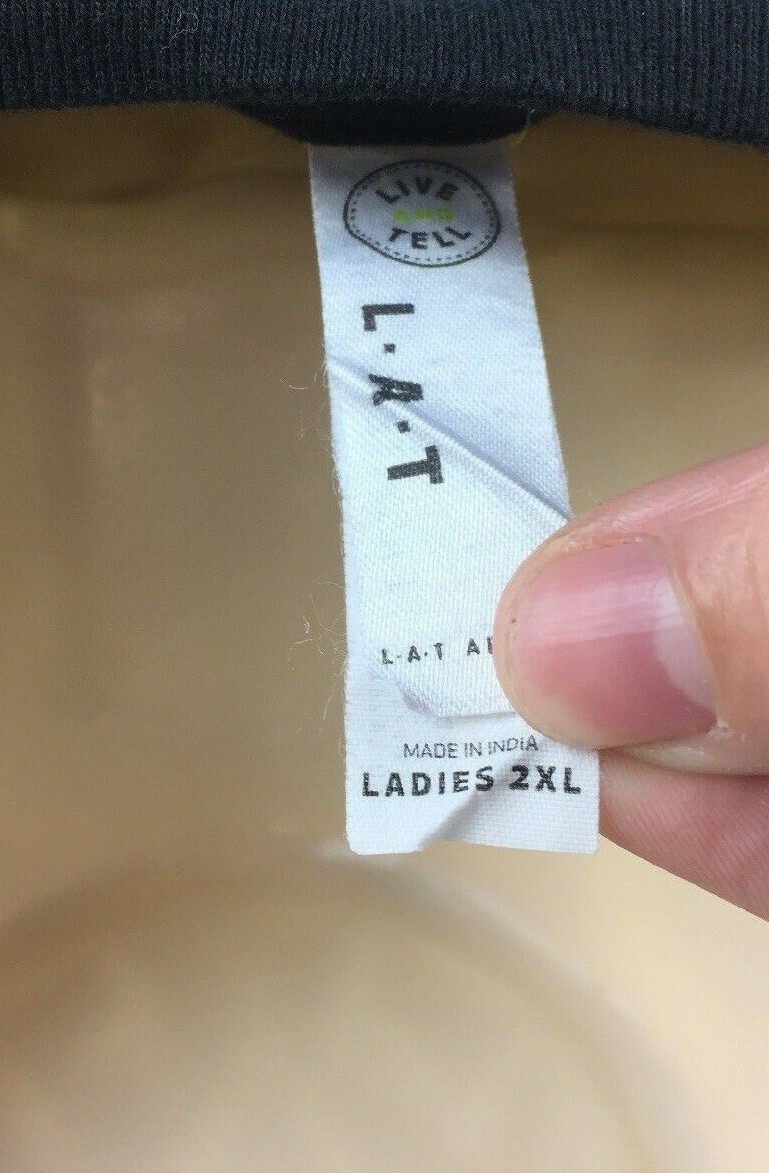 LIVE
AND
TELL
L·A·T
L·A·T
MADE IN INDIA
LADIES 2XL